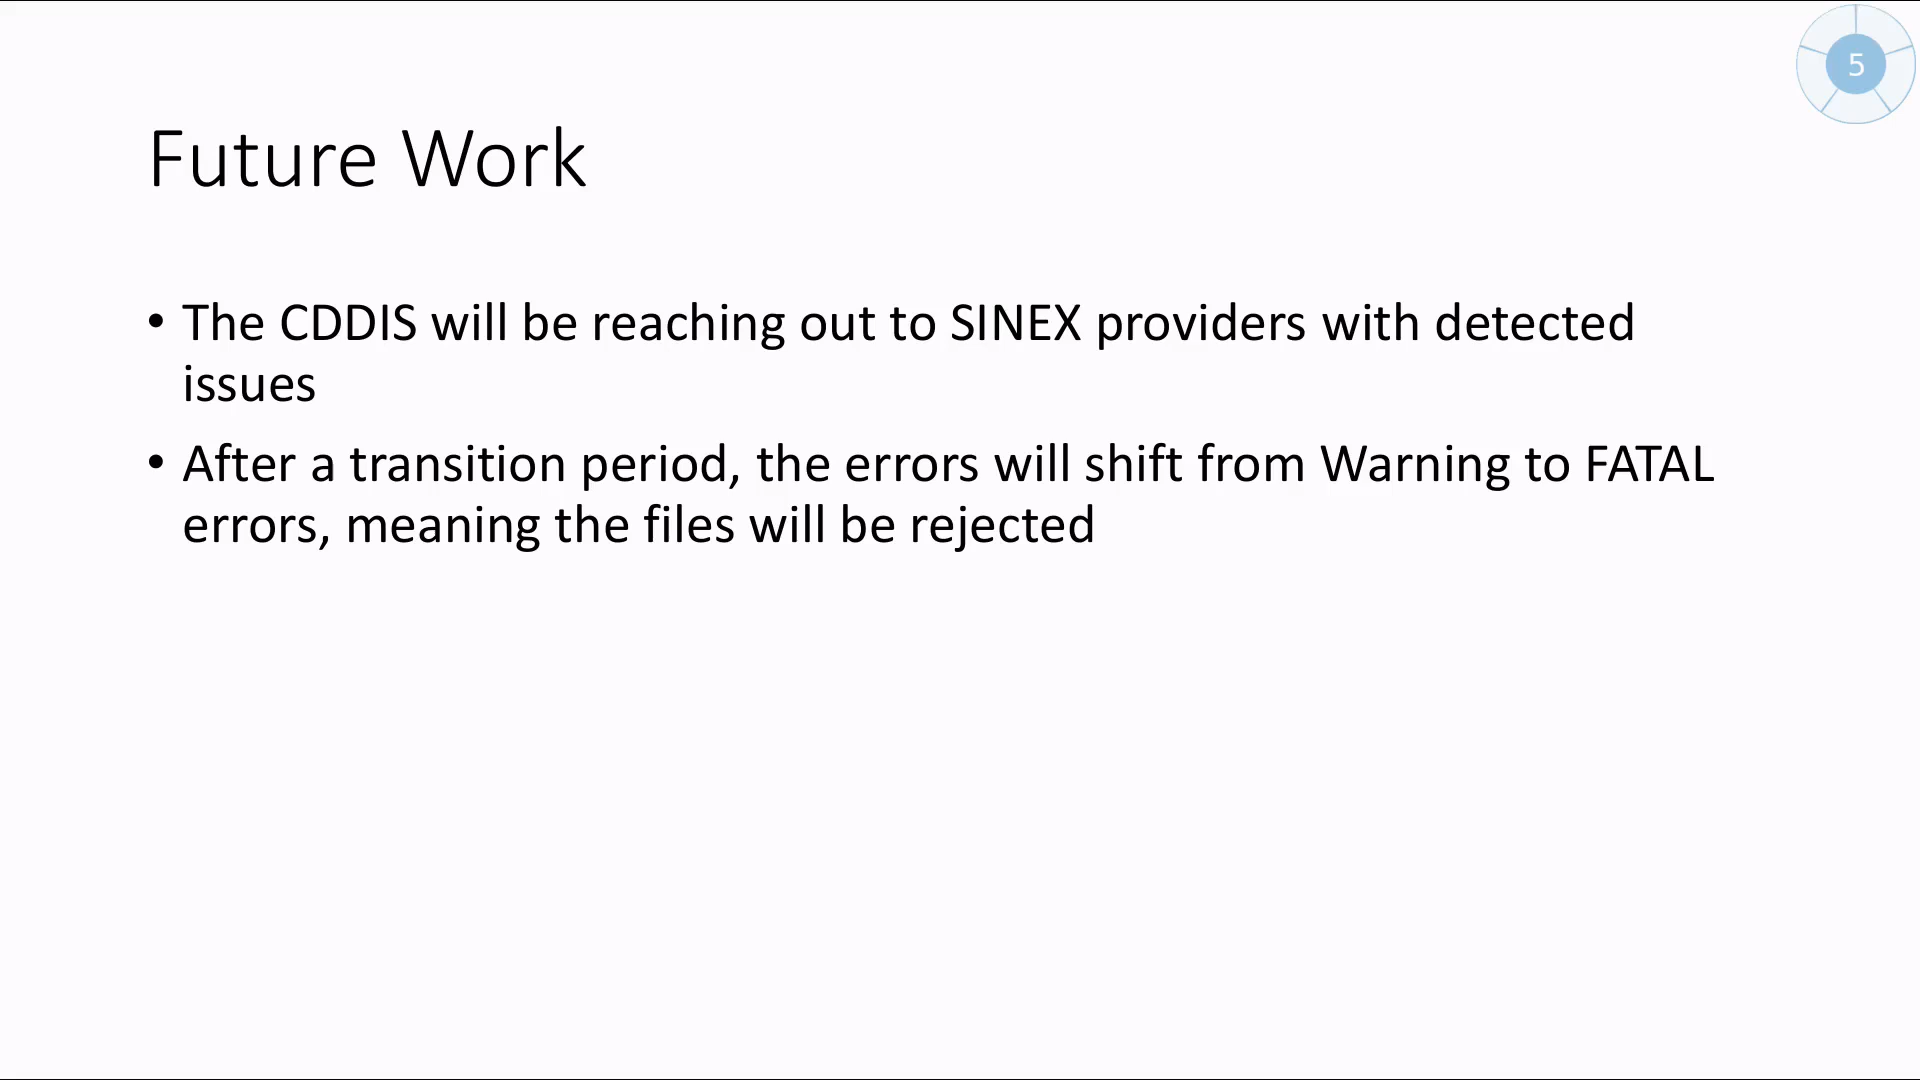 5
Future Work
• The CDDIS will be reaching out to SINEX providers with detected
issues
• After a transition period, the errors will shift from Warning to FATAL
errors, meaning the files will be rejected